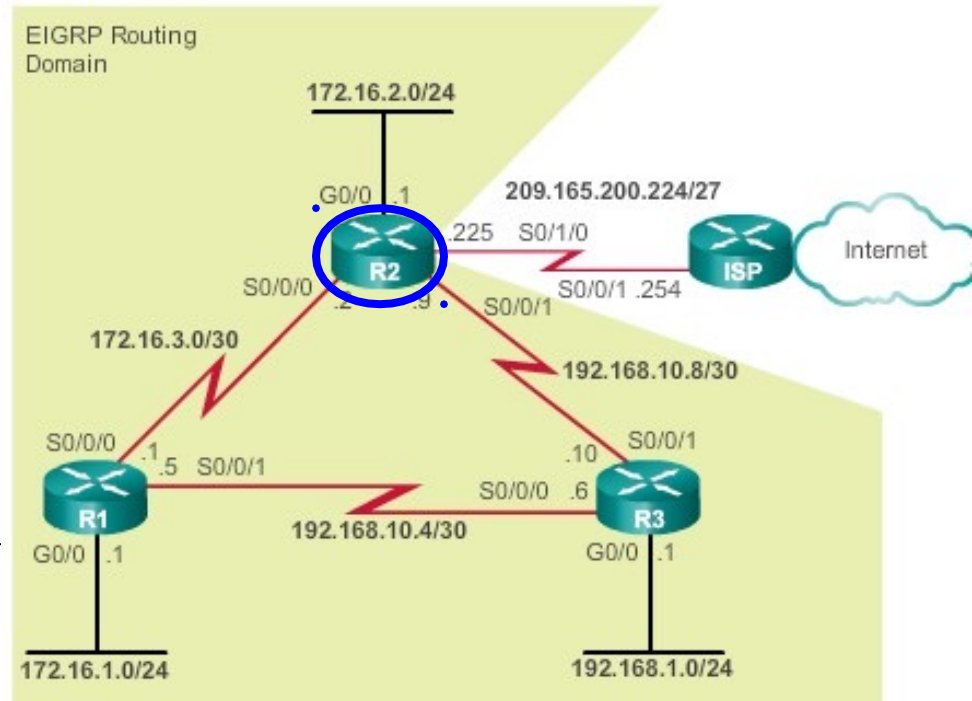 EIGRP Routing
Domain
172.16.2.0/24
G0/0 .1
209.165.200.224/27
.225 S0/1/0
R2
ISP
Internet
S0/0/0
.2
.9
S0/0/1
S0/0/1 .254
172.16.3.0/30
192.168.10.8/30
S0/0/0
.1
.5 S0/0/1
.10
S0/0/1
S0/0/0 .6
R1
R3
192.168.10.4/30
G0/0 .1
G0/0 .1
172.16.1.0/24
192.168.1.0/24